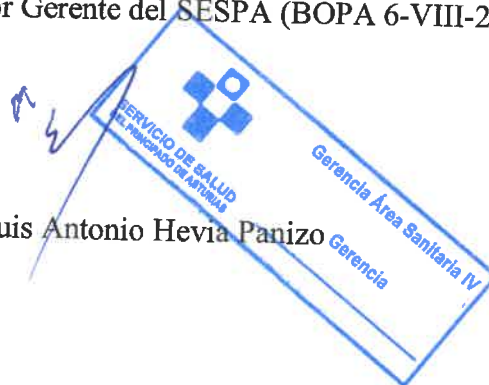 or Gerente del SESPA (BOPA 6-VIII-2
SERVICIO DE SALUD
DEL PRINCIPADO DE ASTURIAS
Gerencia Área Sanitaria IV
Gerencia
uis Antonio Hevia Panizo